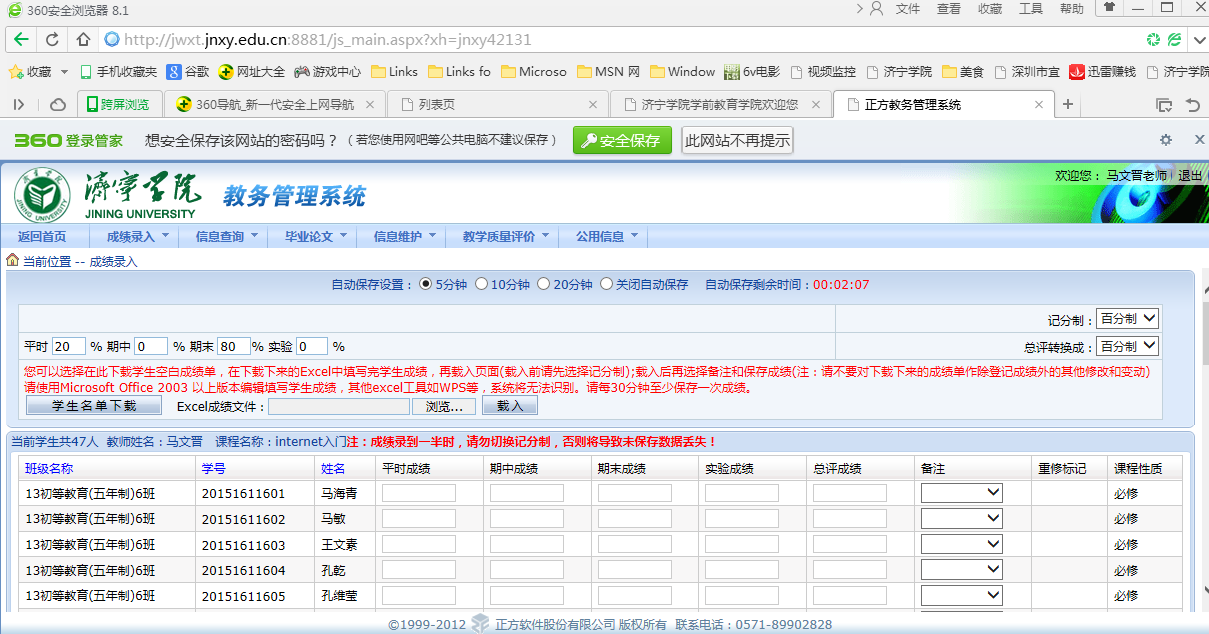 360安全浏览器 8.1 文件 查看 收藏 工具 帮助
http://jwxt.jnxy.edu.cn:8881/js_main.aspx?xh=jnxy42131
收藏 手机收藏夹 谷歌 网址大全 游戏中心 Links Links fo Microso MSN 网 Window 6v电影 视频监控 济宁学院 美食 深圳市宣 迅雷赚钱 济宁学院
跨屏浏览 360导航_新一代安全上网导航 列表页 济宁学院学前教育学院欢迎您 正方教务管理系统
360登录管家 想安全保存该网站的密码吗？（若您使用网吧等公共电脑不建议保存） 安全保存 此网站不再提示
欢迎您： 马文晋老师 退出
濟寧学院 教务管理系统
JINING UNIVERSITY
返回首页 成绩录入 信息查询 毕业论文 信息维护 教学质量评价 公用信息
当前位置 -- 成绩录入
自动保存设置： 5分钟 10分钟 20分钟 关闭自动保存 自动保存剩余时间：00:02:07
记分制： 百分制
平时 20 % 期中 0 % 期末 80 % 实验 0 % 总评转换成： 百分制
您可以选择在此下载学生空白成绩单，在下载下来的Excel中填写完学生成绩，再载入页面(载入前请先选择记分制);载入后再选择备注和保存成绩(注：请不要对下载下来的成绩单作除登记成绩外的其他修改和变动)
请使用Microsoft Office 2003 以上版本编辑填写学生成绩，其他excel工具如WPS等，系统将无法识别。请每30分钟至少保存一次成绩。
学生名单下载 Excel成绩文件： 浏览... 载入
当前学生共47人 教师姓名：马文晋 课程名称：internet入门注：成绩录到一半时，请勿切换记分制，否则将导致未保存数据丢失！
班级名称 学号 姓名 平时成绩 期中成绩 期末成绩 实验成绩 总评成绩 备注 重修标记 课程性质
13初等教育(五年制)6班 20151611601 马海青 必修
13初等教育(五年制)6班 20151611602 马敏 必修
13初等教育(五年制)6班 20151611603 王文素 必修
13初等教育(五年制)6班 20151611604 孔乾 必修
13初等教育(五年制)6班 20151611605 孔维莹 必修
©1999-2012 正方软件股份有限公司 版权所有 联系电话：0571-89902828